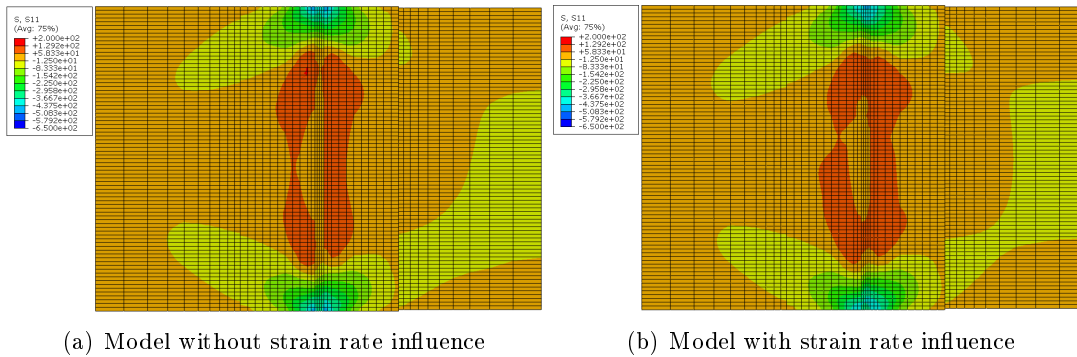 S, S11
(Avg: 75%)
+2.000e+02
+1.292e+02
+5.833e+01
-1.250e+01
-8.333e+01
-1.542e+02
-2.250e+02
-2.958e+02
-3.667e+02
-4.375e+02
-5.083e+02
-5.792e+02
-6.500e+02
S, S11
(Avg: 75%)
+2.000e+02
+1.292e+02
+5.833e+01
-1.250e+01
-8.333e+01
-1.542e+02
-2.250e+02
-2.958e+02
-3.667e+02
-4.375e+02
-5.083e+02
-5.792e+02
-6.500e+02
(a) Model without strain rate influence
(b) Model with strain rate influence